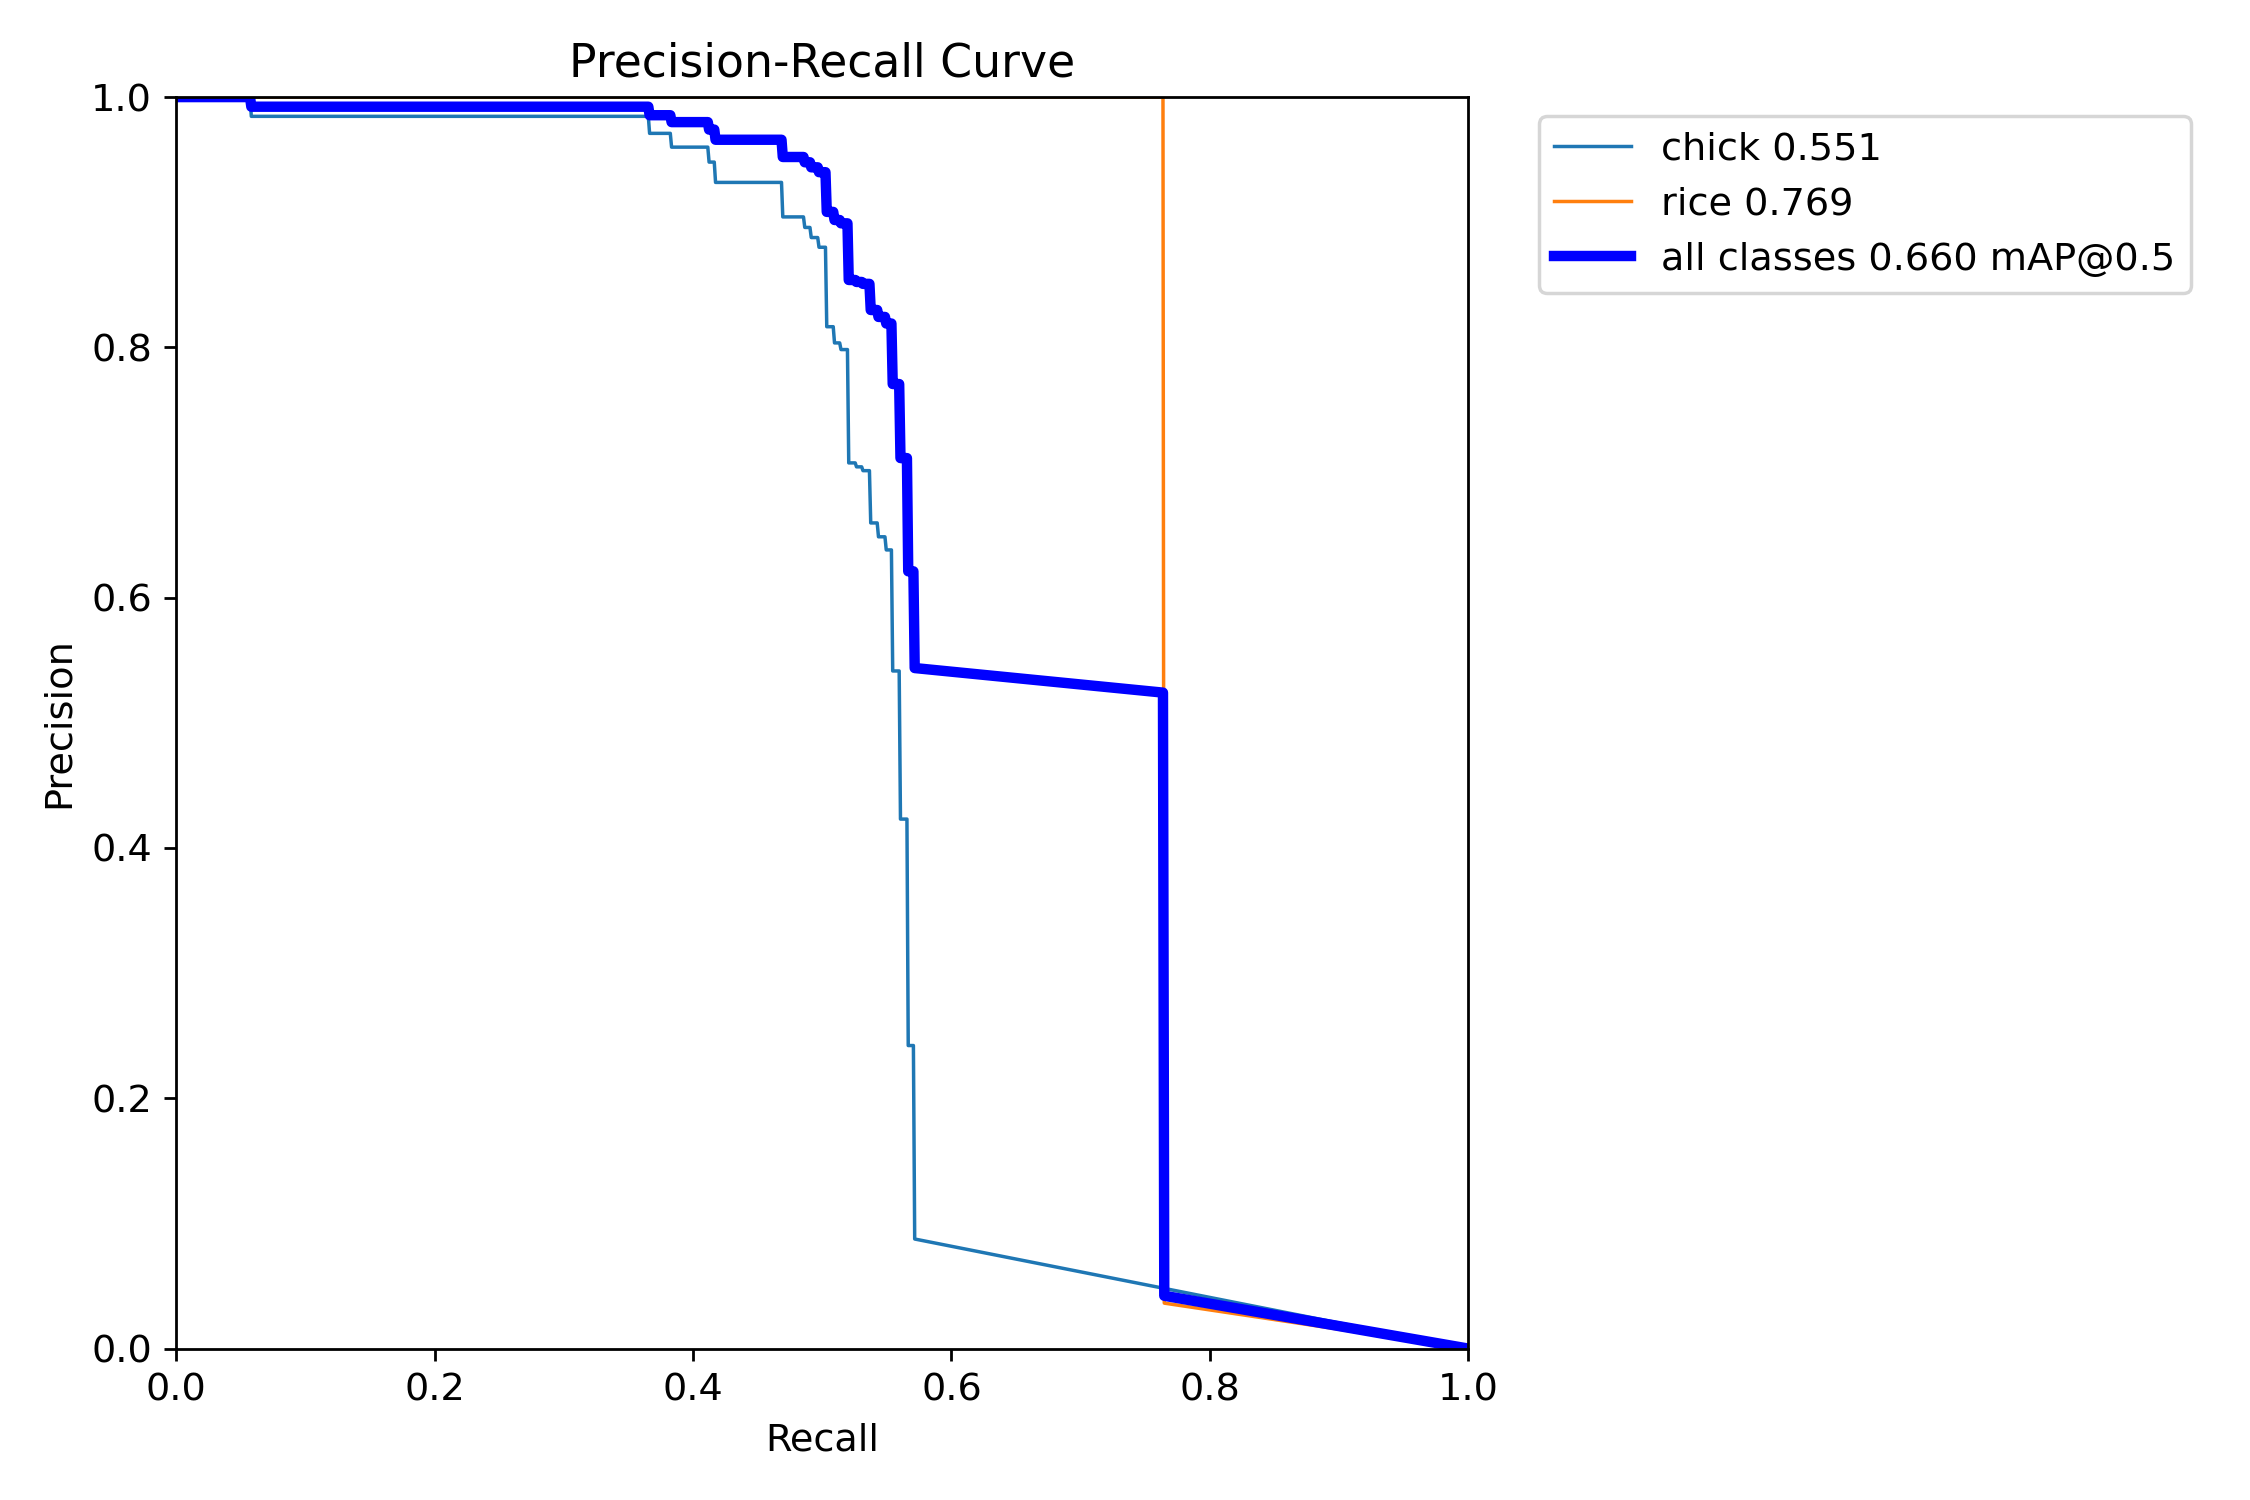 Precision-Recall Curve
1.0
0.8
0.6
0.4
0.2
0.0
Precision
0.0 0.2 0.4 0.6 0.8 1.0
Recall
chick 0.551
rice 0.769
all classes 0.660 mAP@0.5